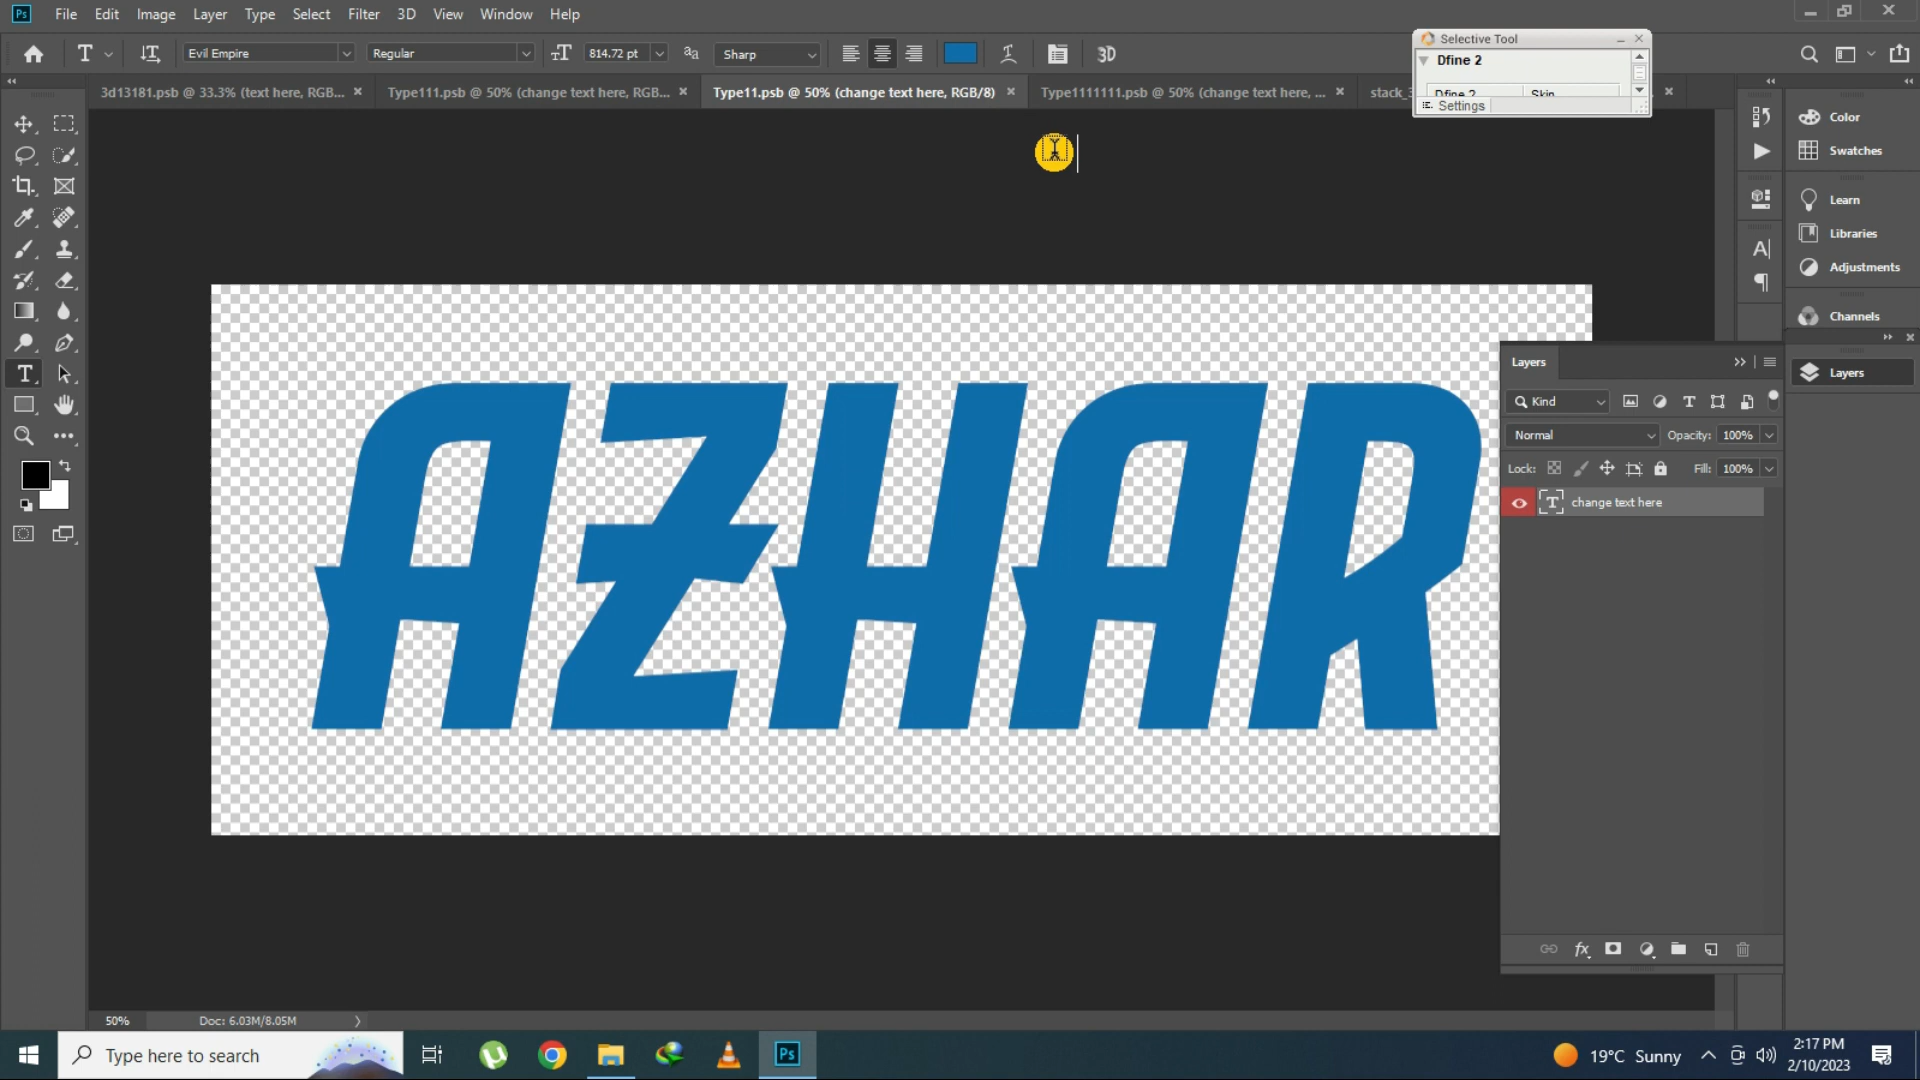 Ps File Edit Image Layer Type Select Filter 3D View Window Help
Evil Empire Regular 814.72 pt Sharp 3D
Selective Tool
Dfine 2
Dfine 2 Skin
Settings
3d13181.psb @ 33.3% (text here, RGB... Type111.psb @ 50% (change text here, RGB... Type11.psb @ 50% (change text here, RGB/8) Type1111111.psb @ 50% (change text here, ...
Color
Swatches
Learn
Libraries
Adjustments
Channels
Layers
AZHAR
Layers
Kind
Normal Opacity: 100%
Lock: Fill: 100%
change text here
50% Doc: 6.03M/8.05M
Type here to search
Ps
19°C Sunny
2:17 PM
2/10/2023